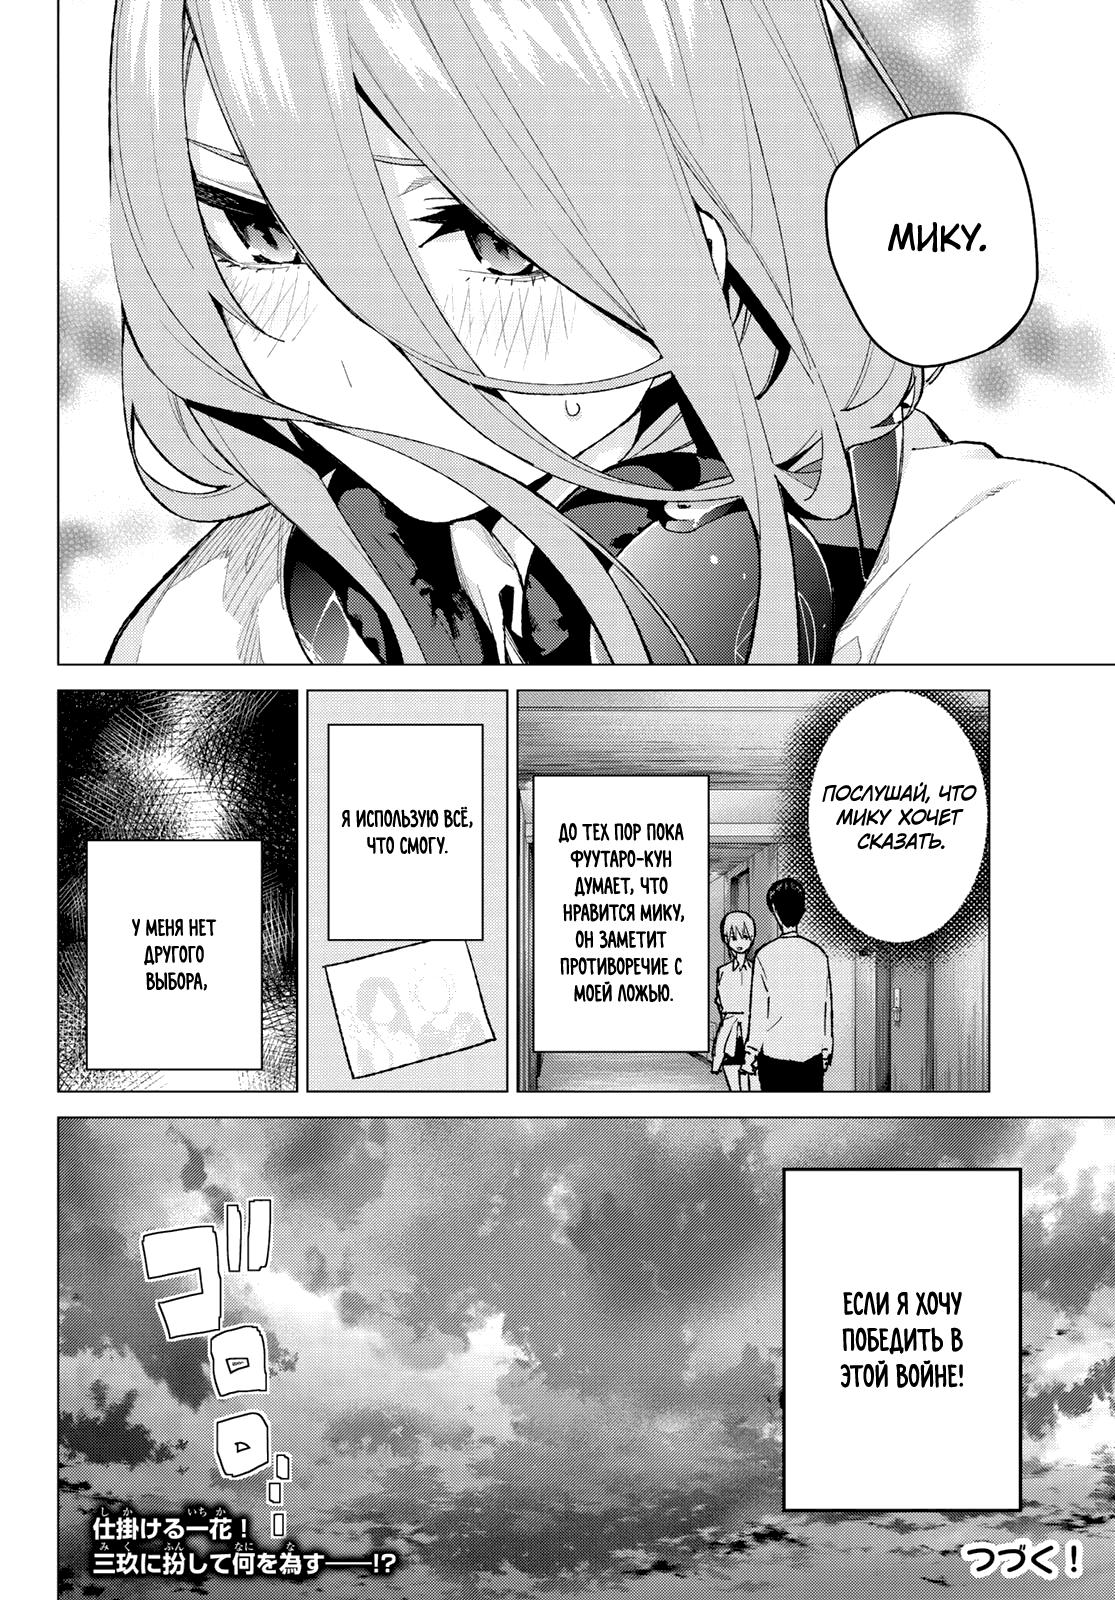 МИКУ.
ПОСЛУШАЙ, ЧТО
МИКУ ХОЧЕТ
СКАЗАТЬ.
ДО ТЕХ ПОР ПОКА
ФУУТАРО-КУН
ДУМАЕТ, ЧТО
НРАВИТСЯ МИКУ,
ОН ЗАМЕТИТ
ПРОТИВОРЕЧИЕ С
МОЕЙ ЛОЖЬЮ.
Я ИСПОЛЬЗУЮ ВСЁ,
ЧТО СМОГУ.
У МЕНЯ НЕТ
ДРУГОГО
ВЫБОРА,
ЕСЛИ Я ХОЧУ
ПОБЕДИТЬ В
ЭТОЙ ВОЙНЕ!
ゴロロ...
仕掛ける一花！
三玖に扮して何を為す——!?
つづく！